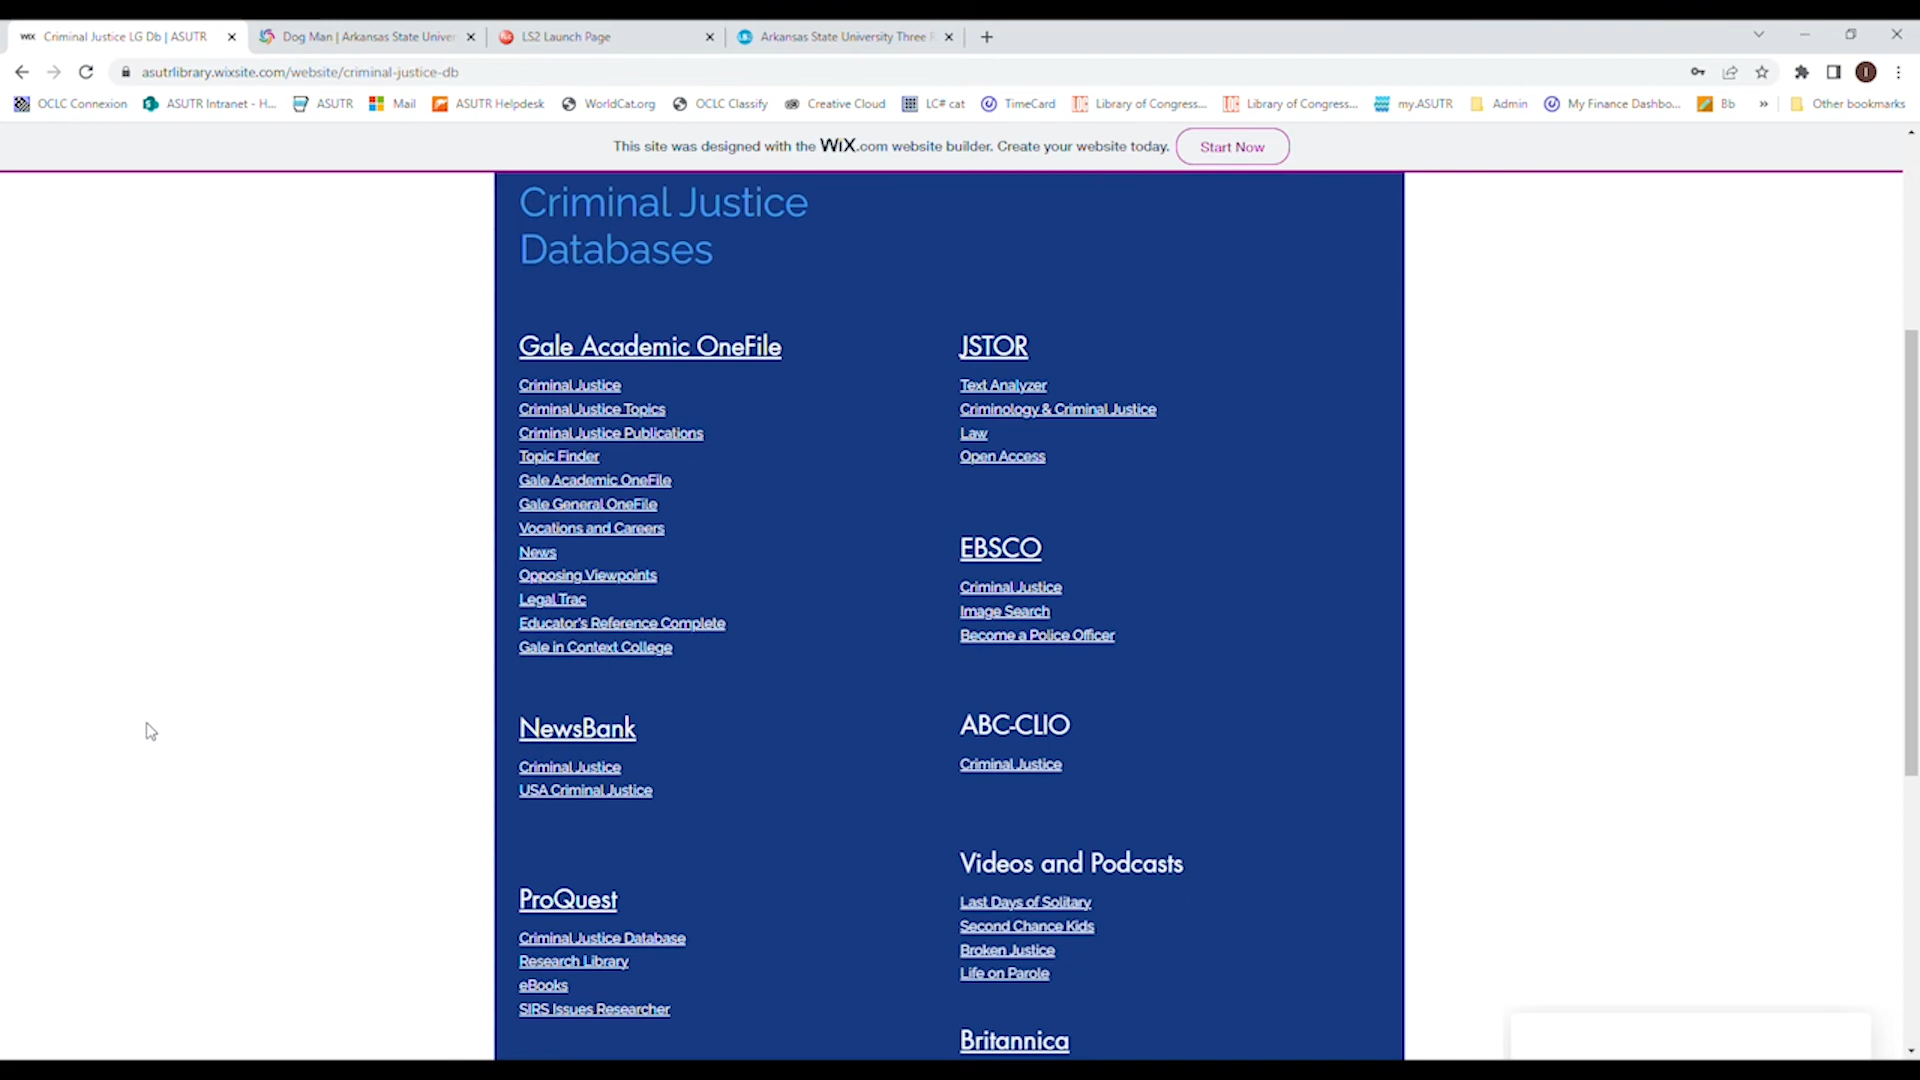 WiX Criminal Justice LG Db | ASUTR
Dog Man | Arkansas State Univer
LS2 Launch Page
Arkansas State University Three R
asutrlibrary.wixsite.com/website/criminal-justice-db
OCLC Connexion
ASUTR Intranet - H...
ASUTR
Mail
ASUTR Helpdesk
WorldCat.org
OCLC Classify
Creative Cloud
LC# cat
TimeCard
Library of Congress...
Library of Congress...
my.ASUTR
Admin
My Finance Dashbo...
Bb
»
Other bookmarks
This site was designed with the WiX.com website builder. Create your website today.
Start Now
Criminal Justice
Databases
Gale Academic OneFile
Criminal Justice
Criminal Justice Topics
Criminal Justice Publications
Topic Finder
Gale Academic OneFile
Gale General OneFile
Vocations and Careers
News
Opposing Viewpoints
Legal Trac
Educator's Reference Complete
Gale in Context College
NewsBank
Criminal Justice
USA Criminal Justice
ProQuest
Criminal Justice Database
Research Library
eBooks
SIRS Issues Researcher
JSTOR
Text Analyzer
Criminology & Criminal Justice
Law
Open Access
EBSCO
Criminal Justice
Image Search
Become a Police Officer
ABC-CLIO
Criminal Justice
Videos and Podcasts
Last Days of Solitary
Second Chance Kids
Broken Justice
Life on Parole
Britannica